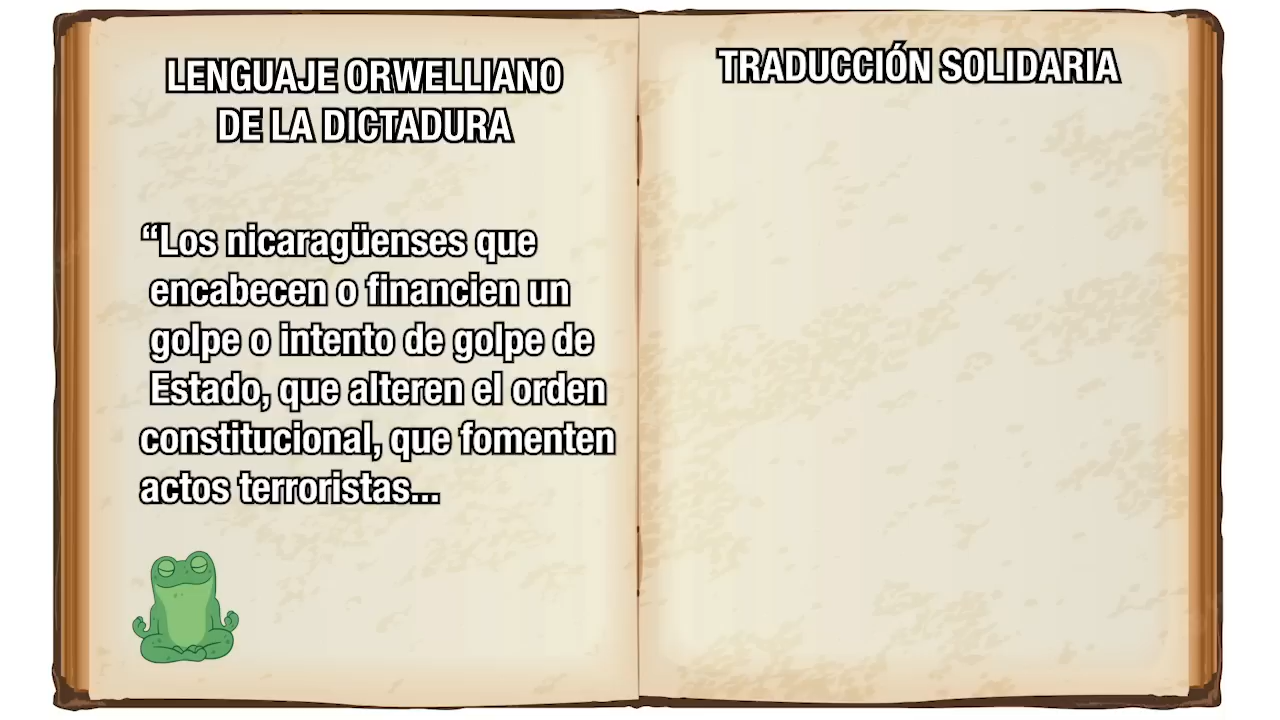 LENGUAJE ORWELLIANO
DE LA DICTADURA
“Los nicaragüenses que
encabecen o financien un
golpe o intento de golpe de
Estado, que alteren el orden
constitucional, que fomenten
actos terroristas...
TRADUCCIÓN SOLIDARIA